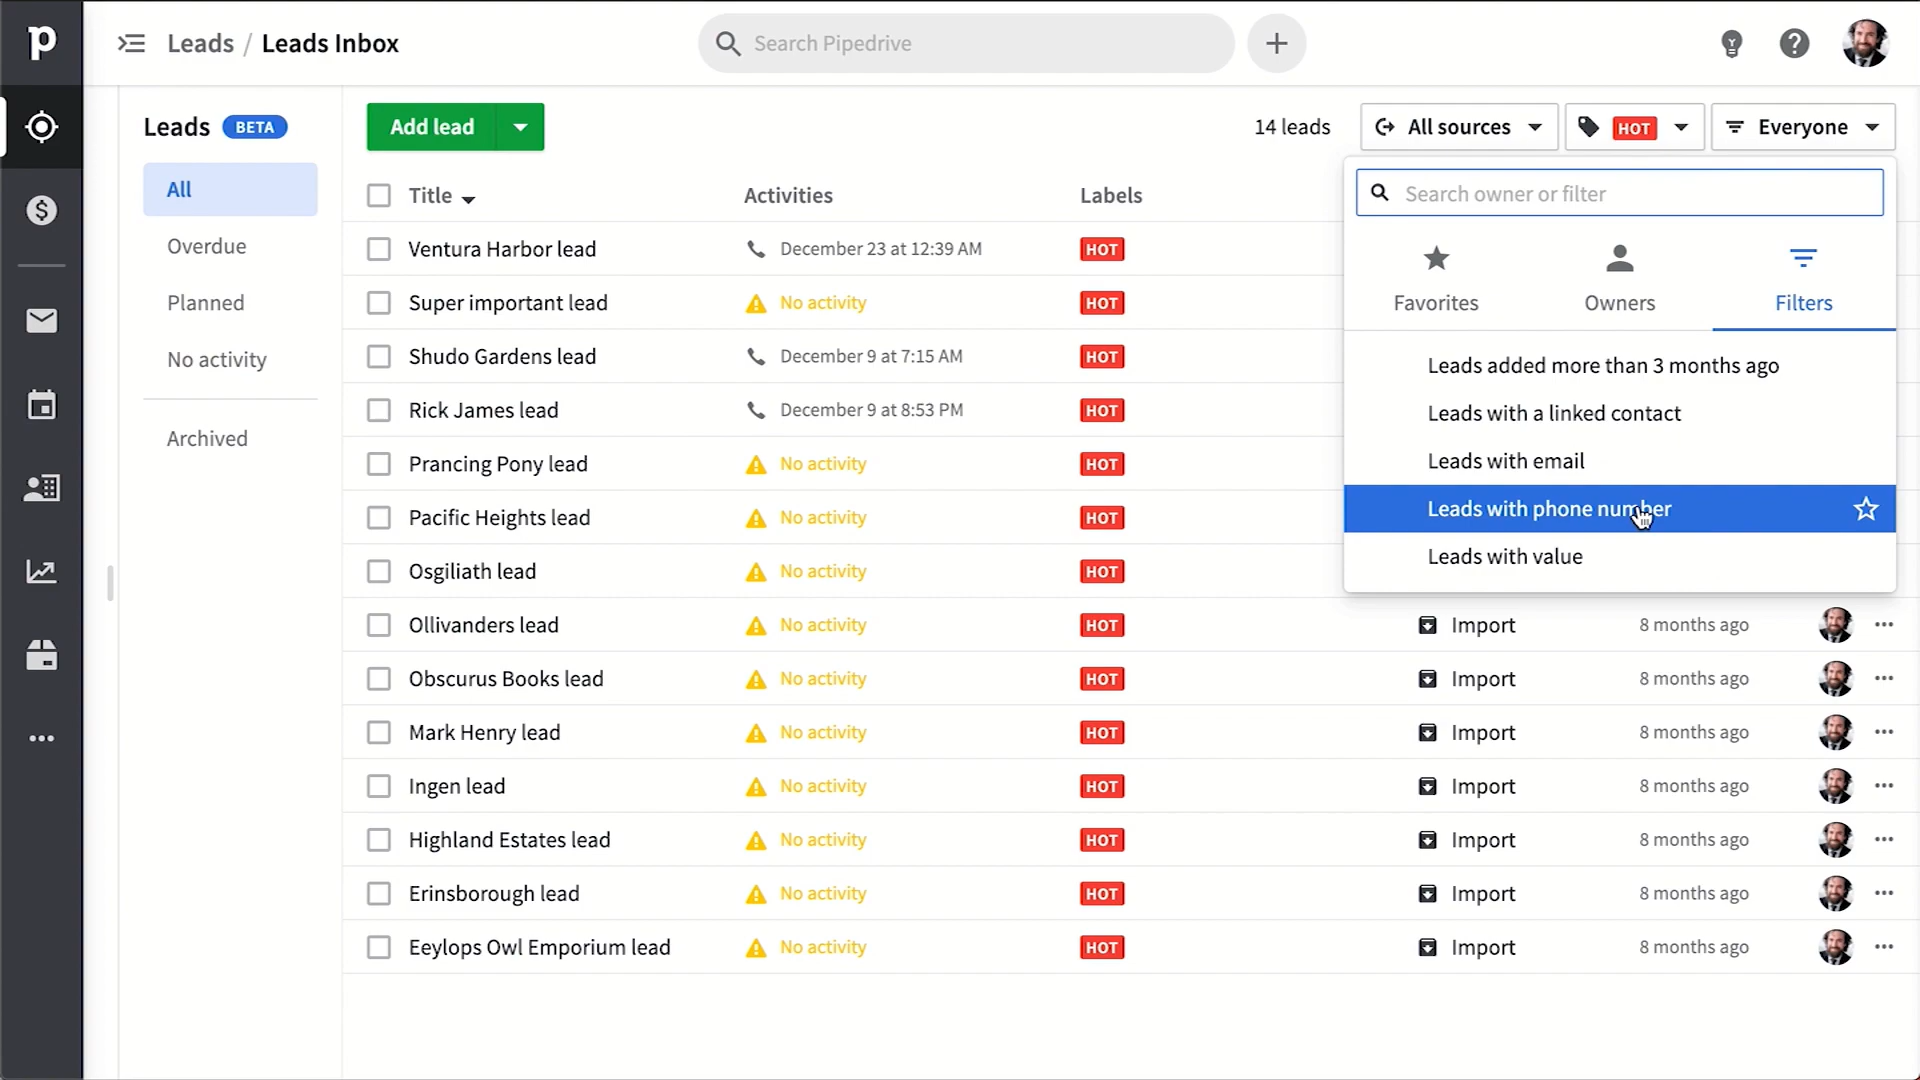 p
Leads / Leads Inbox
Search Pipedrive
Leads BETA
All
Overdue
Planned
No activity
Archived
Add lead
14 leads
All sources
HOT
Everyone
Search owner or filter
Favorites
Owners
Filters
Leads added more than 3 months ago
Leads with a linked contact
Leads with email
Leads with phone number
Leads with value
Title Activities Labels
Ventura Harbor lead December 23 at 12:39 AM HOT
Super important lead No activity HOT
Shudo Gardens lead December 9 at 7:15 AM HOT
Rick James lead December 9 at 8:53 PM HOT
Prancing Pony lead No activity HOT
Pacific Heights lead No activity HOT
Osgiliath lead No activity HOT
Ollivanders lead No activity HOT Import 8 months ago
Obscurus Books lead No activity HOT Import 8 months ago
Mark Henry lead No activity HOT Import 8 months ago
Ingen lead No activity HOT Import 8 months ago
Highland Estates lead No activity HOT Import 8 months ago
Erinsborough lead No activity HOT Import 8 months ago
Eeylops Owl Emporium lead No activity HOT Import 8 months ago